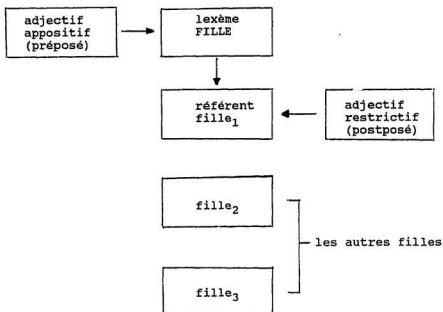 adjectif
appositif
(préposé)
lexème
FILLE
référent
fille₁
adjectif
restrictif
(postposé)
fille₂
les autres filles
fille₃